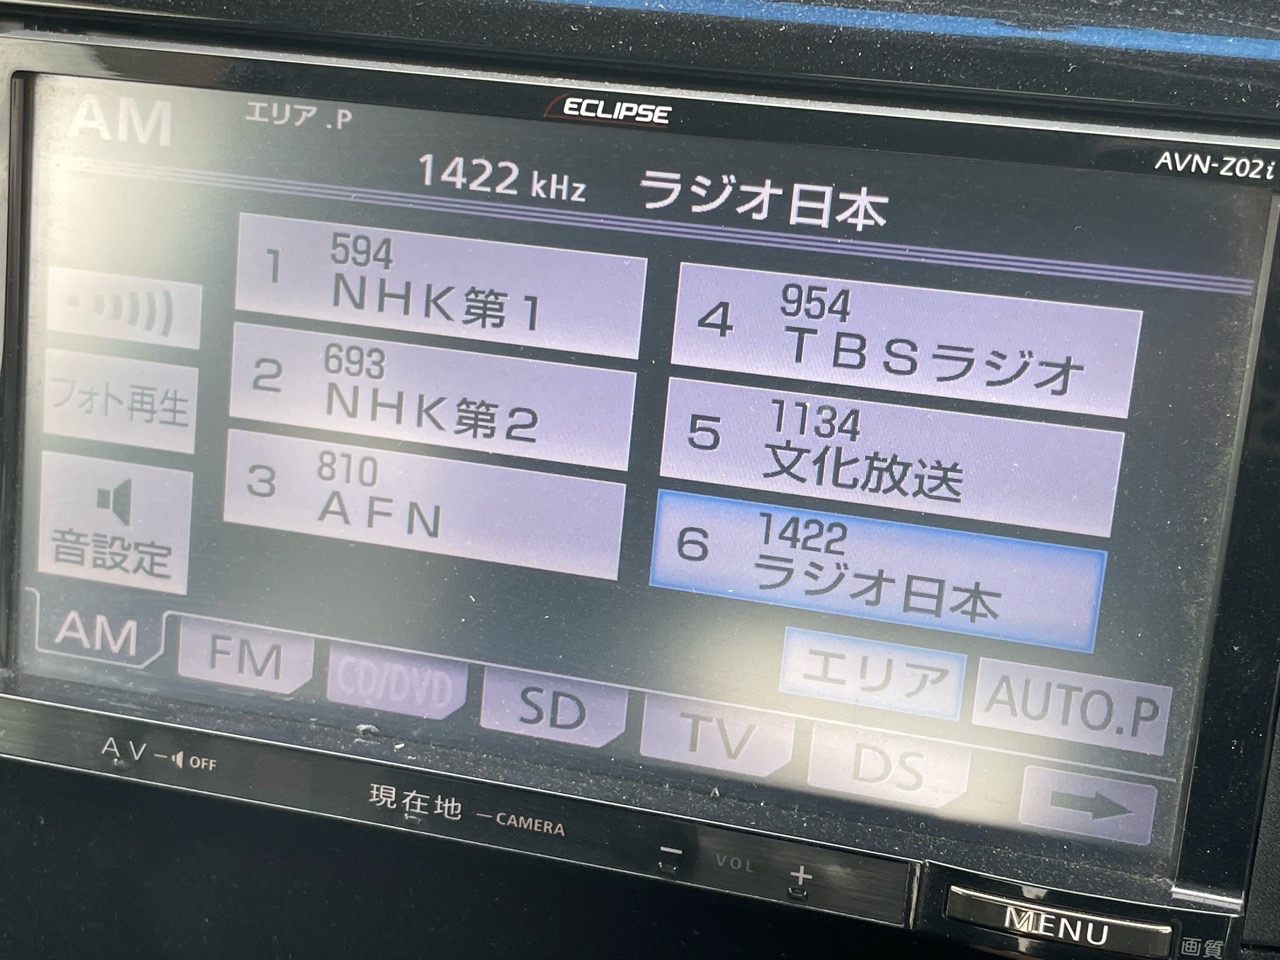 AM
エリア .P
ECLIPSE
AVN-Z02i
1422 kHz ラジオ日本
1 594
NHK第1
2 693
NHK第2
3 810
AFN
4 954
TBSラジオ
5 1134
文化放送
6 1422
ラジオ日本
フォト再生
音設定
エリア
AUTO.P
AM
FM
CD/DVD
SD
TV
DS
AV
OFF
現在地
CAMERA
− VOL +
MENU
画質